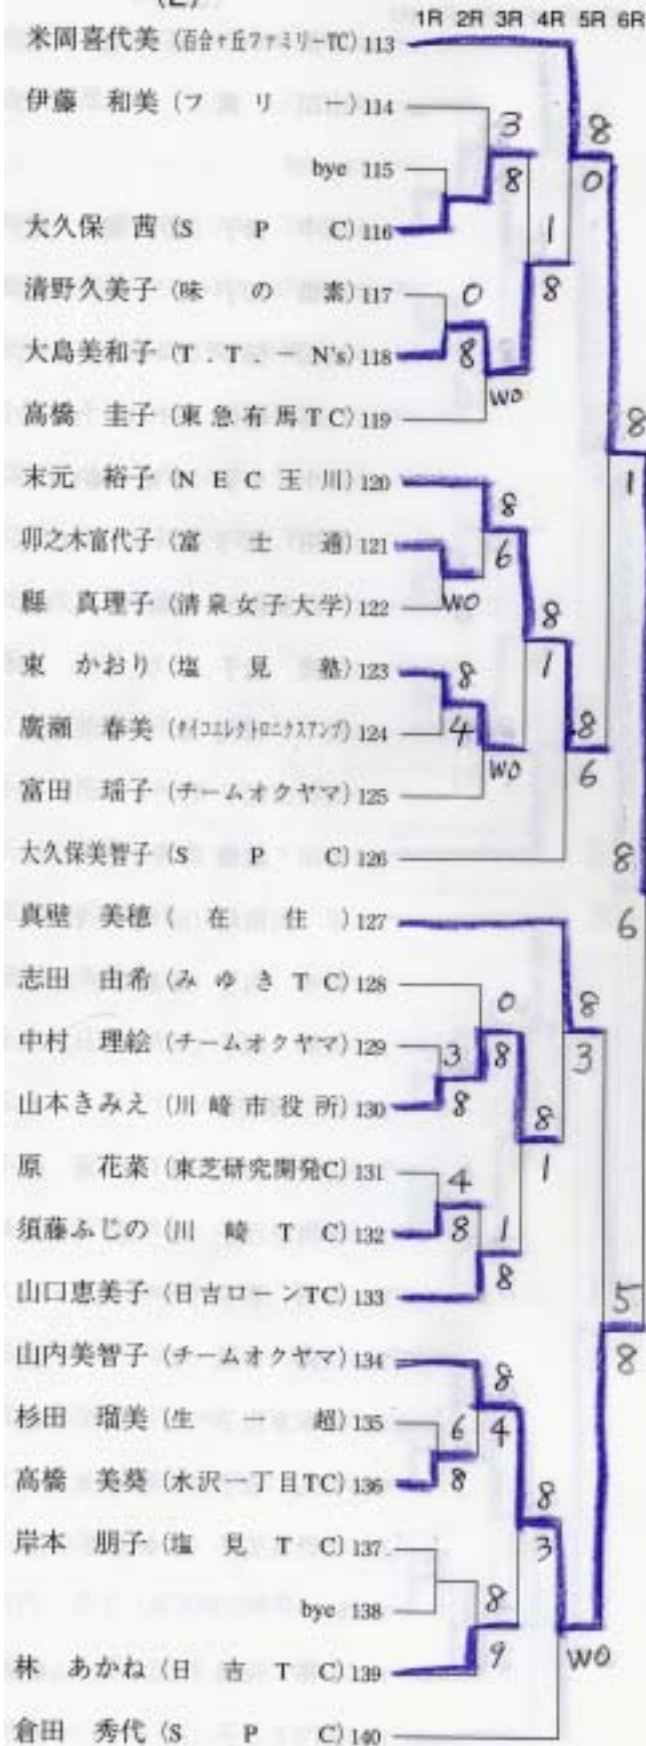 (E)
1R 2R 3R 4R 5R 6R
米岡喜代美 (百合ヶ丘ファミリーTC) 113
伊藤 和美 (フリー) 114
3
8
bye 115
8
0
大久保 茜 (S P C) 116
1
清野久美子 (味の素) 117
0
8
大島美和子 (T.T-N's) 118
8
WO
高橋 圭子 (東急有馬TC) 119
8
末元 裕子 (NEC玉川) 120
1
8
卯之木富代子 (富士通) 121
6
縣 真理子 (清泉女子大学) 122
WO
8
東 かおり (塩見塾) 123
8
1
廣瀬 春美 (タイコエレクトロニクスアンプ) 124
4
8
WO
6
富田 瑶子 (チームオクヤマ) 125
大久保美智子 (S P C) 126
8
真壁 美穂 (在住) 127
6
志田 由希 (みゆきTC) 128
0
8
中村 理絵 (チームオクヤマ) 129
3
8
3
山本きみえ (川崎市役所) 130
8
8
原 花菜 (東芝研究開発C) 131
4
1
須藤ふじの (川崎TC) 132
8
1
山口恵美子 (日吉ローンTC) 133
8
5
山内美智子 (チームオクヤマ) 134
8
8
杉田 瑠美 (生一超) 135
6
4
高橋 美葵 (水沢一丁目TC) 136
8
8
岸本 朋子 (塩見TC) 137
3
bye 138
8
林 あかね (日吉TC) 139
9
WO
倉田 秀代 (S P C) 140